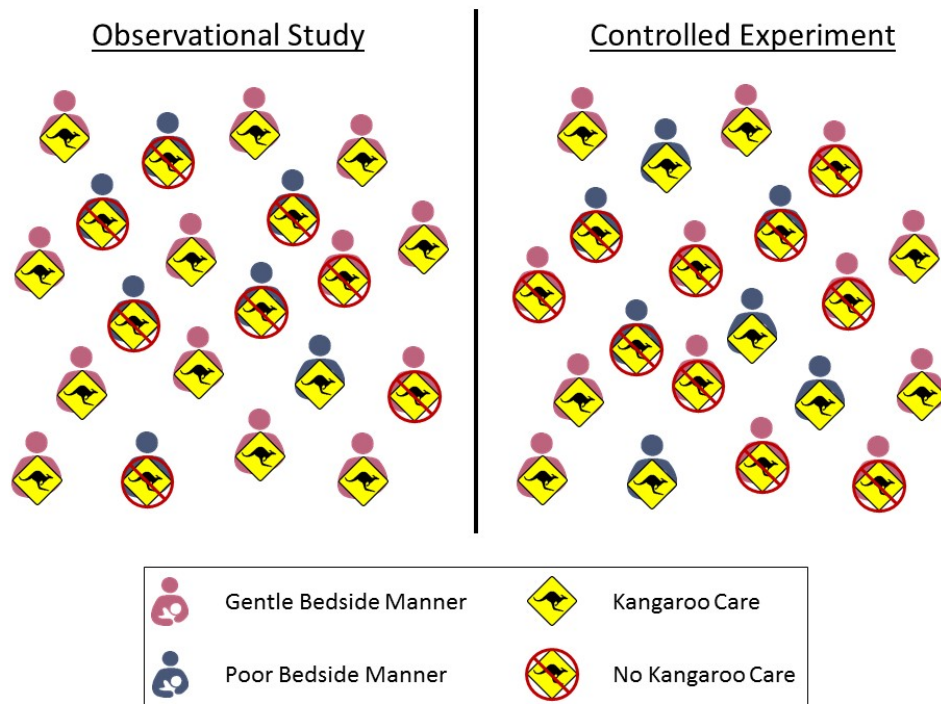 Observational Study
Controlled Experiment
Gentle Bedside Manner
Kangaroo Care
Poor Bedside Manner
No Kangaroo Care